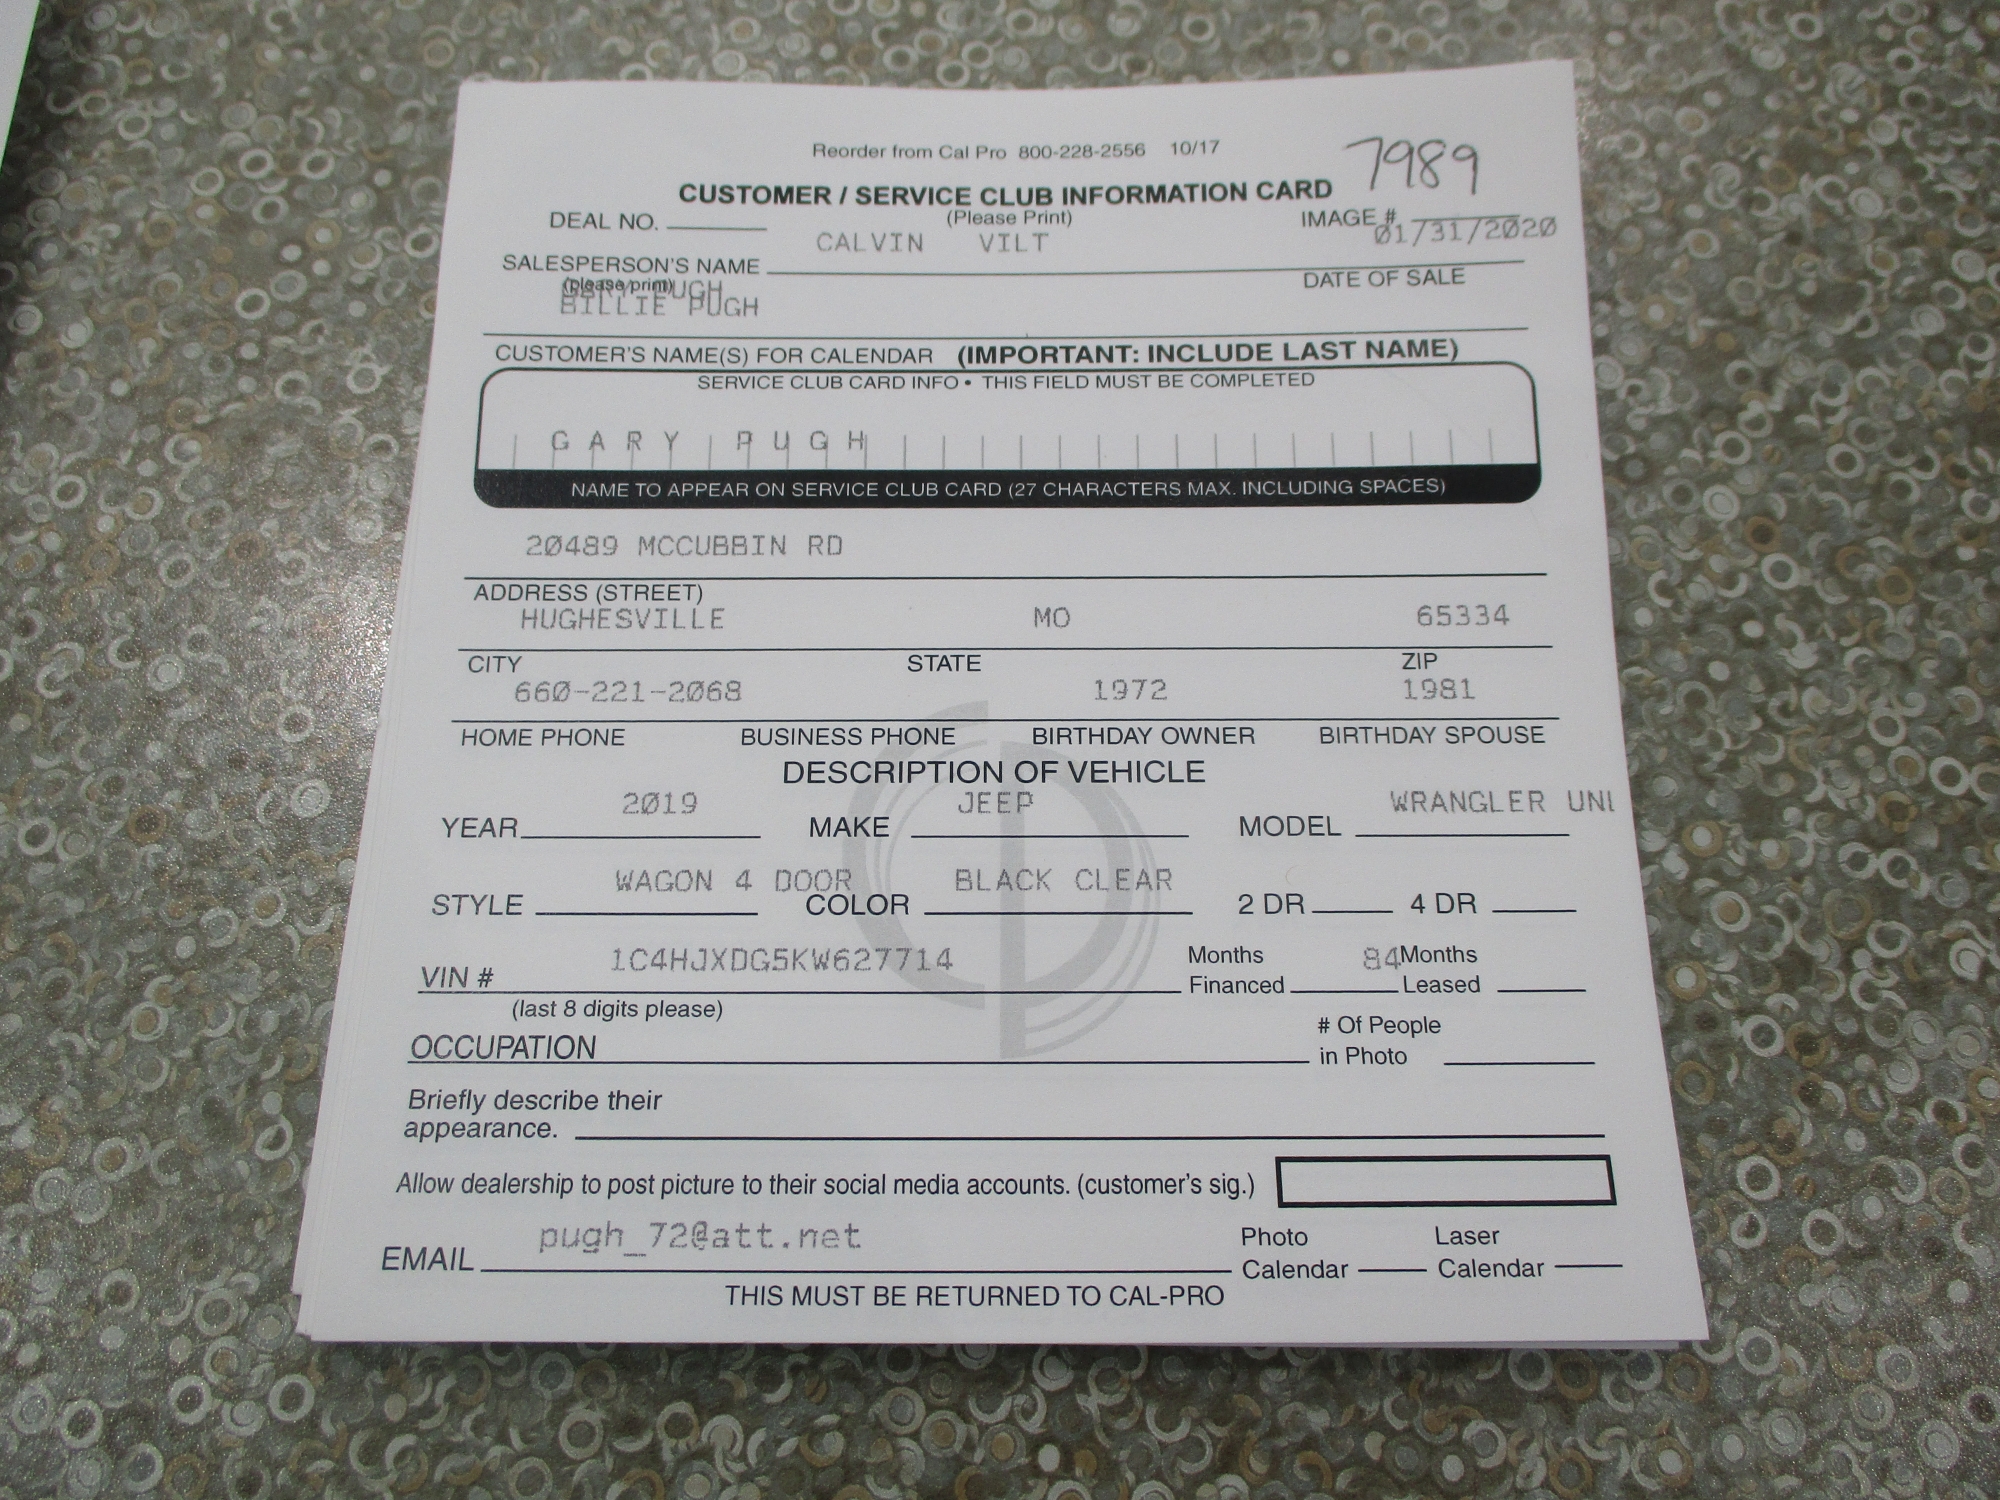 Reorder from Cal Pro 800-228-2556 10/17
7989
CUSTOMER / SERVICE CLUB INFORMATION CARD
DEAL NO. (Please Print) IMAGE #
CALVIN VILT 01/31/2020
SALESPERSON'S NAME DATE OF SALE
(please print) PUGH
BILLIE PUGH
CUSTOMER'S NAME(S) FOR CALENDAR (IMPORTANT: INCLUDE LAST NAME)
SERVICE CLUB CARD INFO • THIS FIELD MUST BE COMPLETED
GARY PUGH
NAME TO APPEAR ON SERVICE CLUB CARD (27 CHARACTERS MAX. INCLUDING SPACES)
20489 MCCUBBIN RD
ADDRESS (STREET)
HUGHESVILLE MO 65334
CITY STATE ZIP
660-221-2068 1972 1981
HOME PHONE BUSINESS PHONE BIRTHDAY OWNER BIRTHDAY SPOUSE
DESCRIPTION OF VEHICLE
2019 JEEP WRANGLER UNL
YEAR MAKE MODEL
WAGON 4 DOOR BLACK CLEAR
STYLE COLOR 2 DR 4 DR
1C4HJXDG5KW627714 Months 84 Months
VIN # Financed Leased
(last 8 digits please)
# Of People
OCCUPATION in Photo
Briefly describe their
appearance.
Allow dealership to post picture to their social media accounts. (customer's sig.)
pugh_72@att.net Photo Laser
EMAIL Calendar Calendar
THIS MUST BE RETURNED TO CAL-PRO